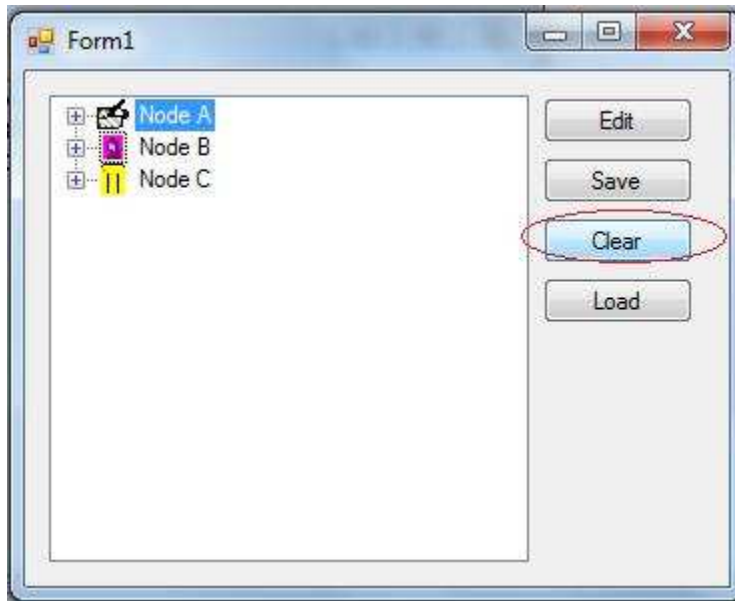 Form1
Node A
Node B
Node C
Edit
Save
Clear
Load